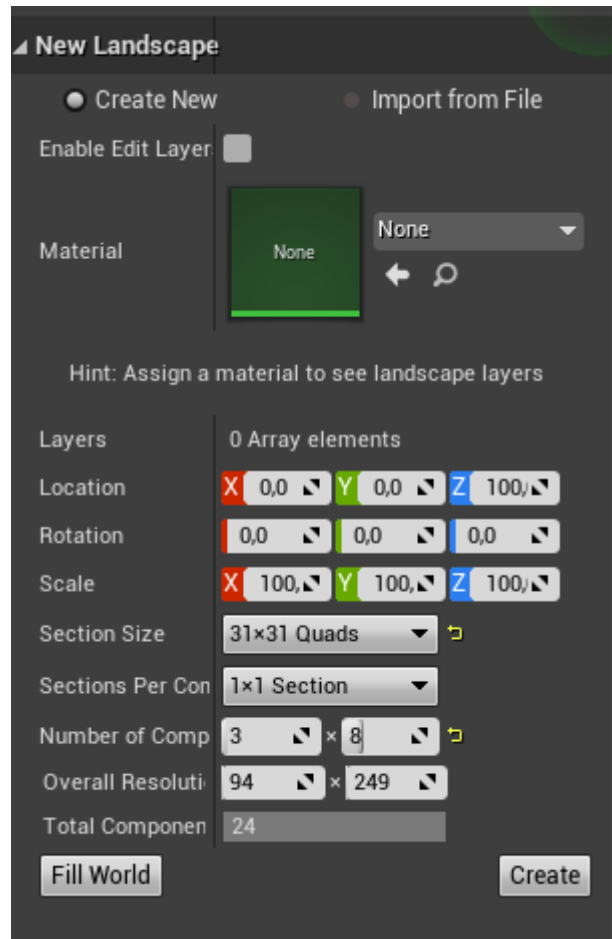 New Landscape
Create New Import from File
Enable Edit Layer
None
None
Material
Hint: Assign a material to see landscape layers
Layers 0 Array elements
Location X 0,0 Y 0,0 Z 100,
Rotation 0,0 0,0 0,0
Scale X 100, Y 100, Z 100,
Section Size 31×31 Quads
Sections Per Con 1×1 Section
Number of Comp 3 × 8
Overall Resoluti 94 × 249
Total Componen 24
Fill World Create